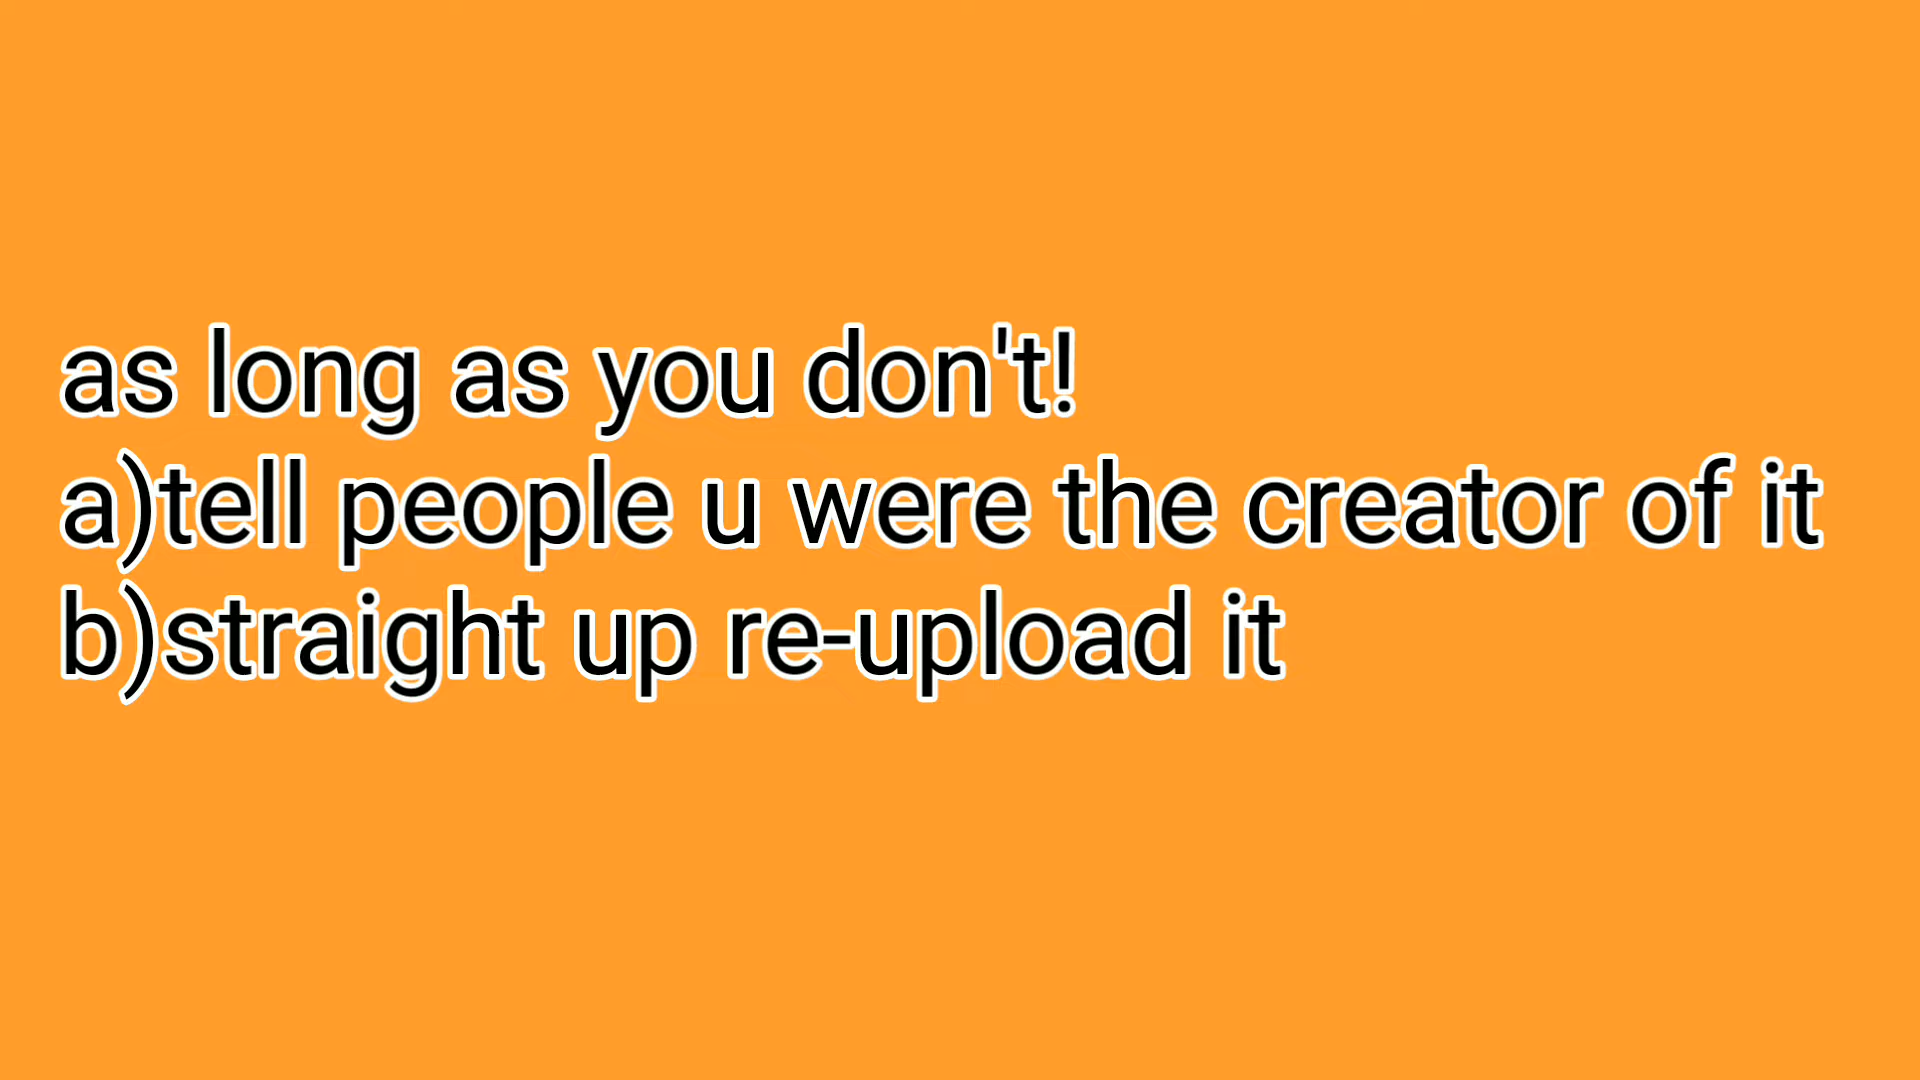 as long as you don't!
a)tell people u were the creator of it
b)straight up re-upload it